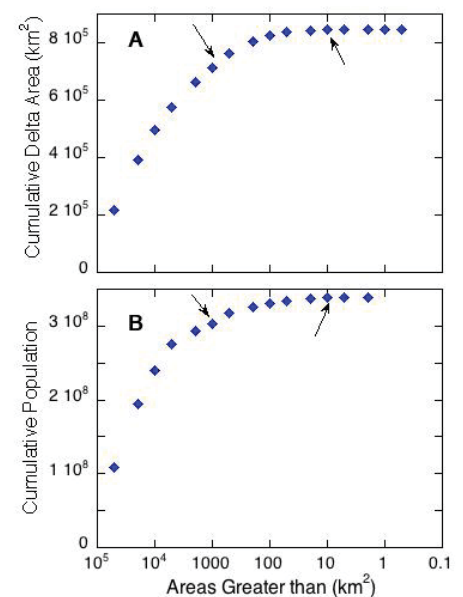 Cumulative Delta Area (km²)
A
8 10⁵
6 10⁵
4 10⁵
2 10⁵
0
Cumulative Population
B
3 10⁸
2 10⁸
1 10⁸
0
10⁵ 10⁴ 1000 100 10 1 0.1
Areas Greater than (km²)